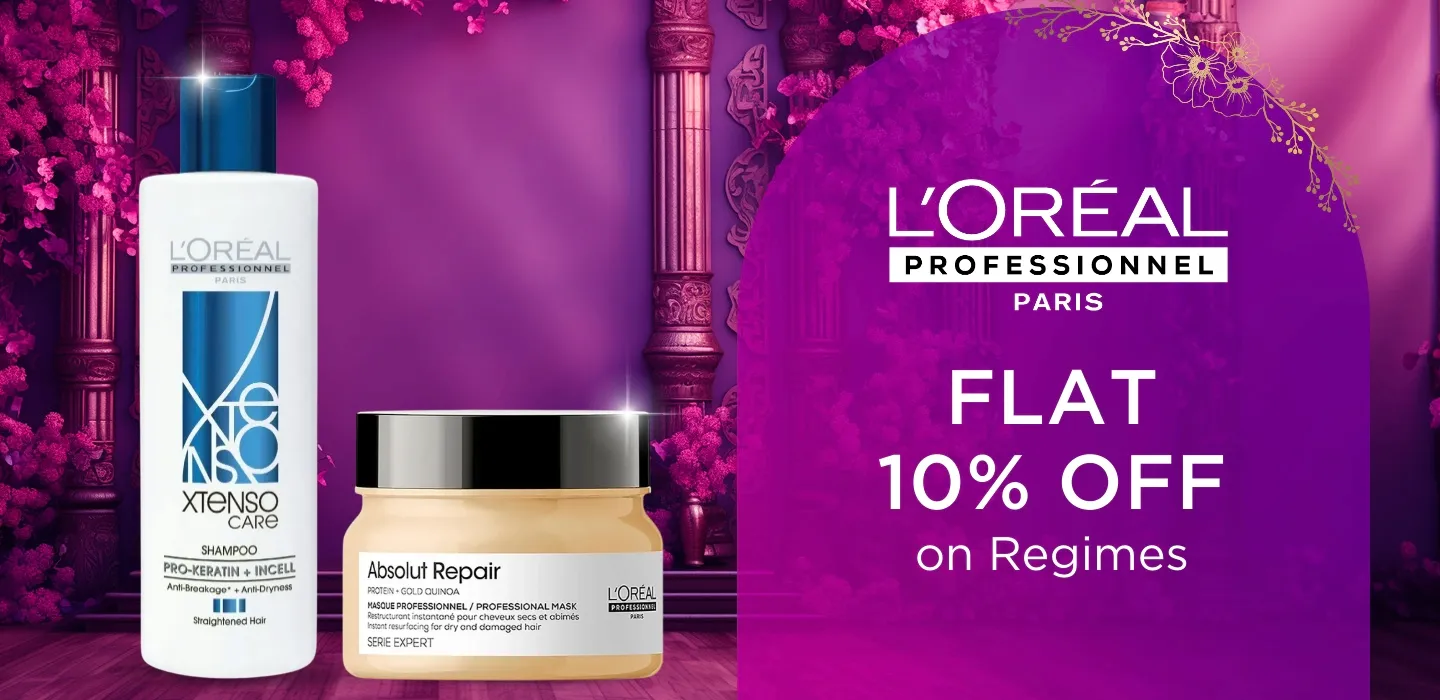 L'ORÉAL
PROFESSIONNEL
PARIS
XTENSO
XTENSO
CARE
SHAMPOO
PRO-KERATIN + INCELL
Anti-Breakage* + Anti-Dryness
Straightened Hair
Absolut Repair
PROTEIN + GOLD QUINOA
MASQUE PROFESSIONNEL / PROFESSIONAL MASK
Restructurant instantané pour cheveux secs et abîmés
Instant resurfacing for dry and damaged hair
SERIE EXPERT
L'ORÉAL
PROFESSIONNEL
PARIS
L'ORÉAL
PROFESSIONNEL
PARIS
FLAT
10% OFF
on Regimes